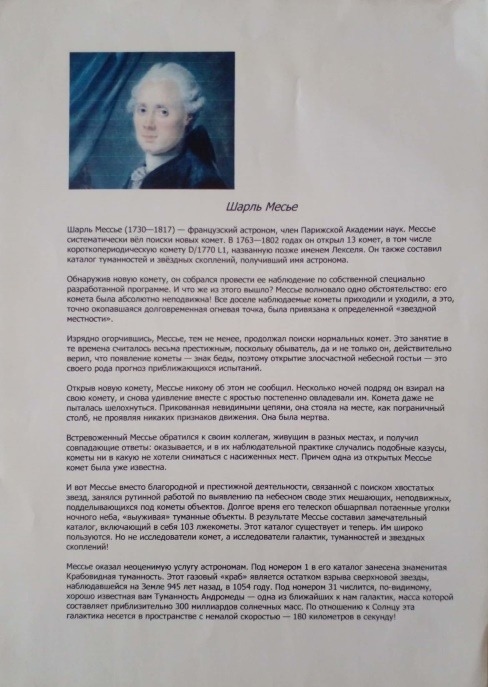 Шарль Месье
Шарль Мессье (1730—1817) — французский астроном, член Парижской Академии наук. Мессье
систематически вёл поиски новых комет. В 1763—1802 годах он открыл 13 комет, в том числе
короткопериодическую комету D/1770 L1, названную позже именем Лекселя. Он также составил
каталог туманностей и звёздных скоплений, получивший имя астронома.
Обнаружив новую комету, он собрался провести ее наблюдение по собственной специально
разработанной программе. И что же из этого вышло? Мессье волновало одно обстоятельство: его
комета была абсолютно неподвижна! Все доселе наблюдаемые кометы приходили и уходили, а это,
точно окопавшаяся долговременная огневая точка, была привязана к определенной «звездной
местности».
Изрядно огорчившись, Мессье, тем не менее, продолжал поиски нормальных комет. Это занятие в
те времена считалось весьма престижным, поскольку обыватель, да и не только он, действительно
верил, что появление кометы — знак беды, поэтому открытие злосчастной небесной гостьи — это
своего рода прогноз приближающихся испытаний.
Открыв новую комету, Мессье никому об этом не сообщил. Несколько ночей подряд он взирал на
свою комету, и снова удивление вместе с яростью постепенно овладевали им. Комета даже не
пыталась шелохнуться. Прикованная невидимыми цепями, она стояла на месте, как пограничный
столб, не проявляя никаких признаков движения. Она была мертва.
Встревоженный Мессье обратился к своим коллегам, живущим в разных местах, и получил
совпадающие ответы: оказывается, и в их наблюдательной практике случались подобные казусы,
кометы ни в какую не хотели сниматься с насиженных мест. Причем одна из открытых Мессье
комет была уже известна.
И вот Мессье вместо благородной и престижной деятельности, связанной с поиском хвостатых
звезд, занялся рутинной работой по выявлению па небесном своде этих мешающих, неподвижных,
подделывающихся под кометы объектов. Долгое время его телескоп обшаривал потаенные уголки
ночного неба, «выуживая» туманные объекты. В результате Мессье составил замечательный
каталог, включающий в себя 103 лжекометы. Этот каталог существует и теперь. Им широко
пользуются. Но не исследователи комет, а исследователи галактик, туманностей и звездных
скоплений!
Мессье оказал неоценимую услугу астрономам. Под номером 1 в его каталог занесена знаменитая
Крабовидная туманность. Этот газовый «краб» является остатком взрыва сверхновой звезды,
наблюдавшейся на Земле 945 лет назад, в 1054 году. Под номером 31 числится, по-видимому,
хорошо известная вам Туманность Андромеды — одна из ближайших к нам галактик, масса которой
составляет приблизительно 300 миллиардов солнечных масс. По отношению к Солнцу эта
галактика несется в пространстве с немалой скоростью — 180 километров в секунду!